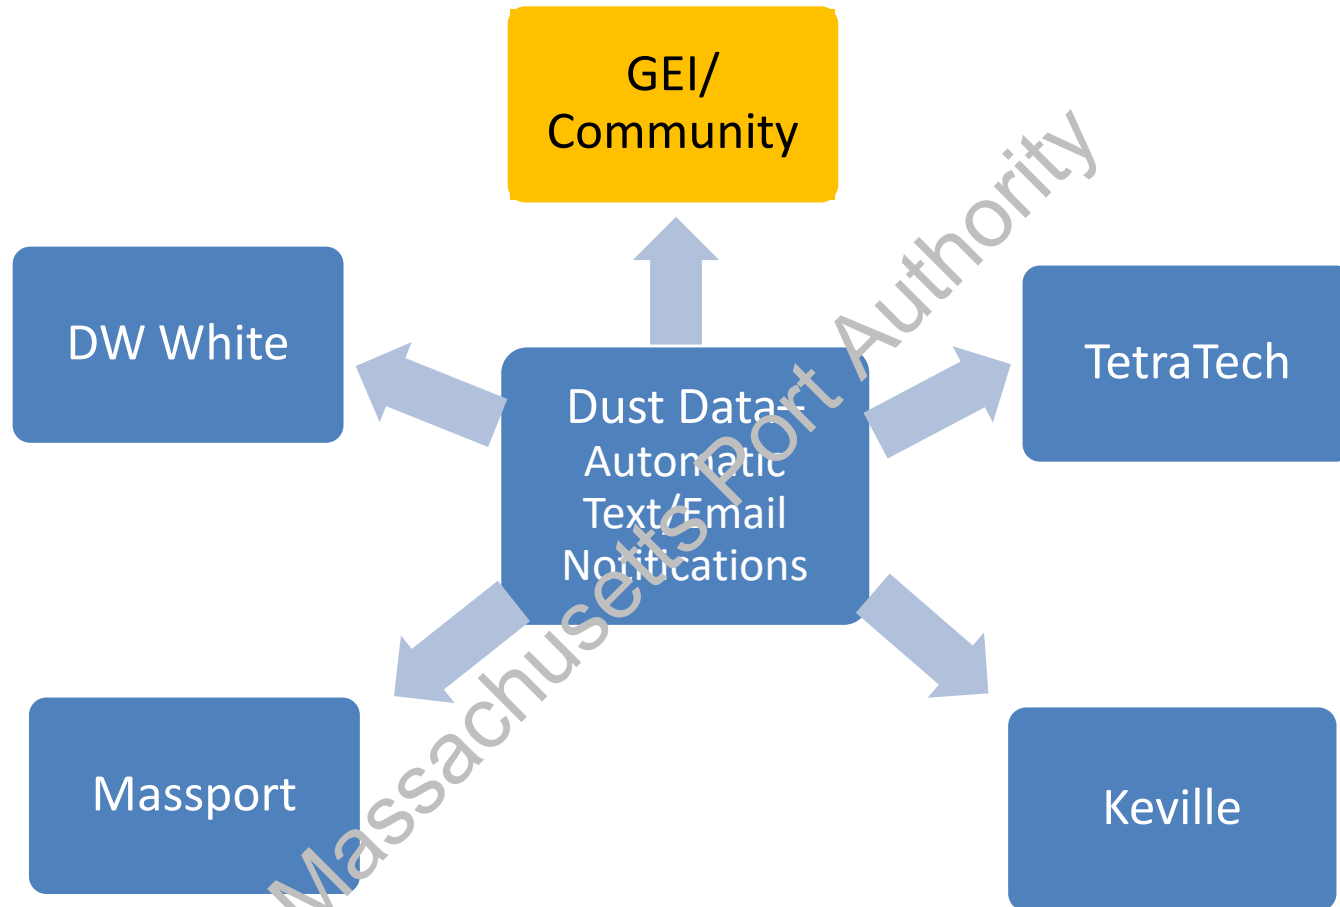 GEI/
Community
DW White
TetraTech
Dust Data–
Automatic
Text/Email
Notifications
Massport
Keville
Massachusetts Port Authority